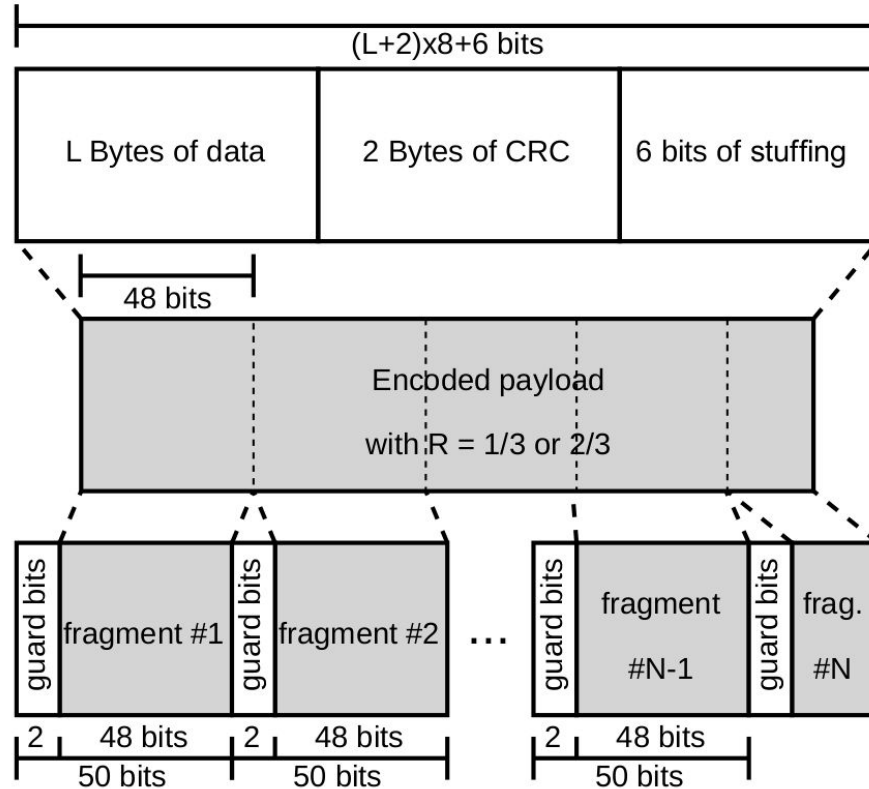 (L+2)x8+6 bits
L Bytes of data
2 Bytes of CRC
6 bits of stuffing
48 bits
Encoded payload
with R = 1/3 or 2/3
guard bits
fragment #1
guard bits
fragment #2
...
guard bits
fragment
#N-1
guard bits
frag.
#N
2
48 bits
2
48 bits
2
48 bits
50 bits
50 bits
50 bits